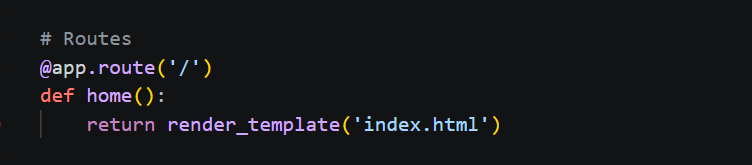 # Routes
@app.route('/')
def home():
    return render_template('index.html')